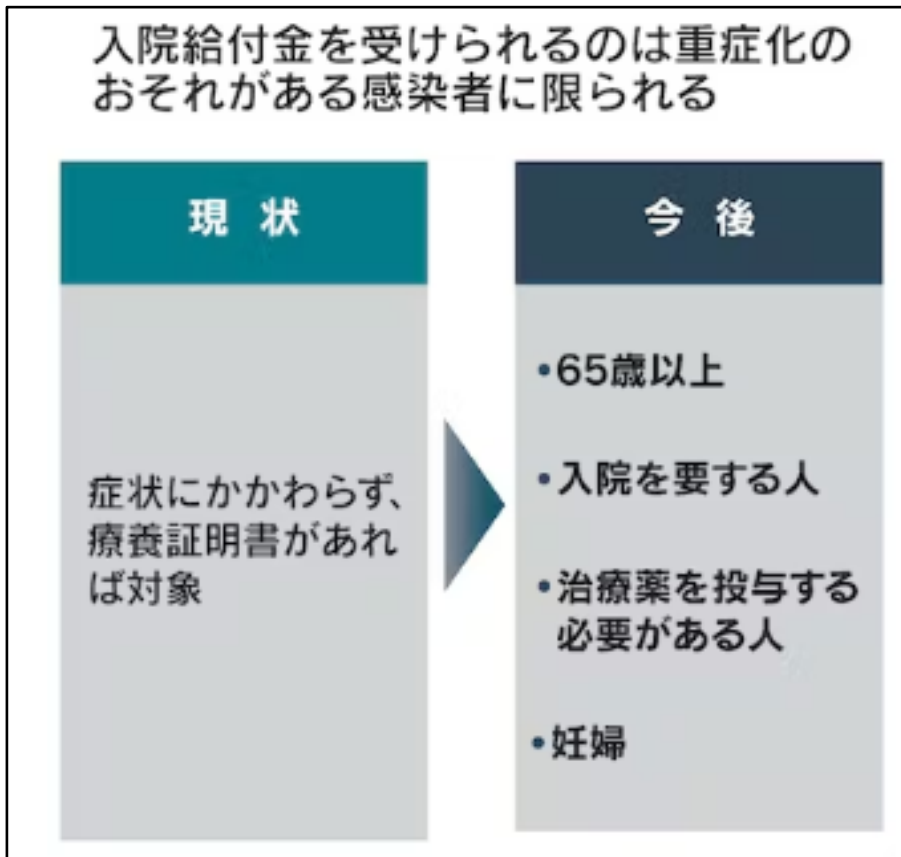 入院給付金を受けられるのは重症化の
おそれがある感染者に限られる
現 状
症状にかかわらず、
療養証明書があれ
ば対象
今 後
・65歳以上
・入院を要する人
・治療薬を投与する
必要がある人
・妊婦